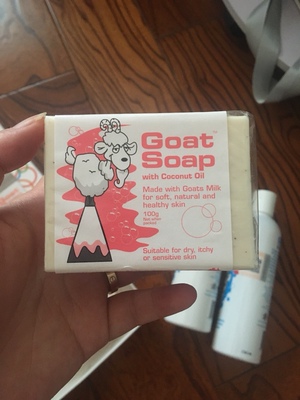 Goat™
Soap
with Coconut Oil
Made with Goats Milk
for soft, natural and
healthy skin
100g
Suitable for dry, itchy
or sensitive skin